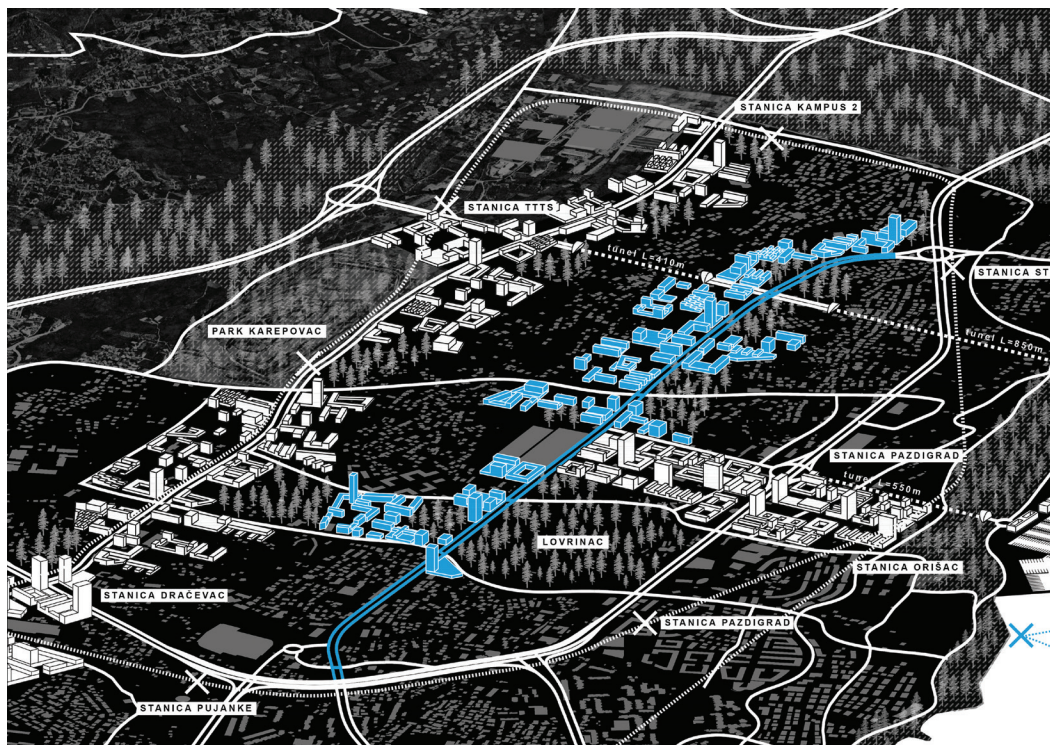 STANICA KAMPUS 2
STANICA TTTS
tunel L=410m
STANICA ST
PARK KAREPOVAC
tunel L=850m
STANICA PAZDIGRAD
tunel L=550m
LOVRINAC
STANICA ORIŠAC
STANICA DRAČEVAC
STANICA PAZDIGRAD
STANICA PUJANKE